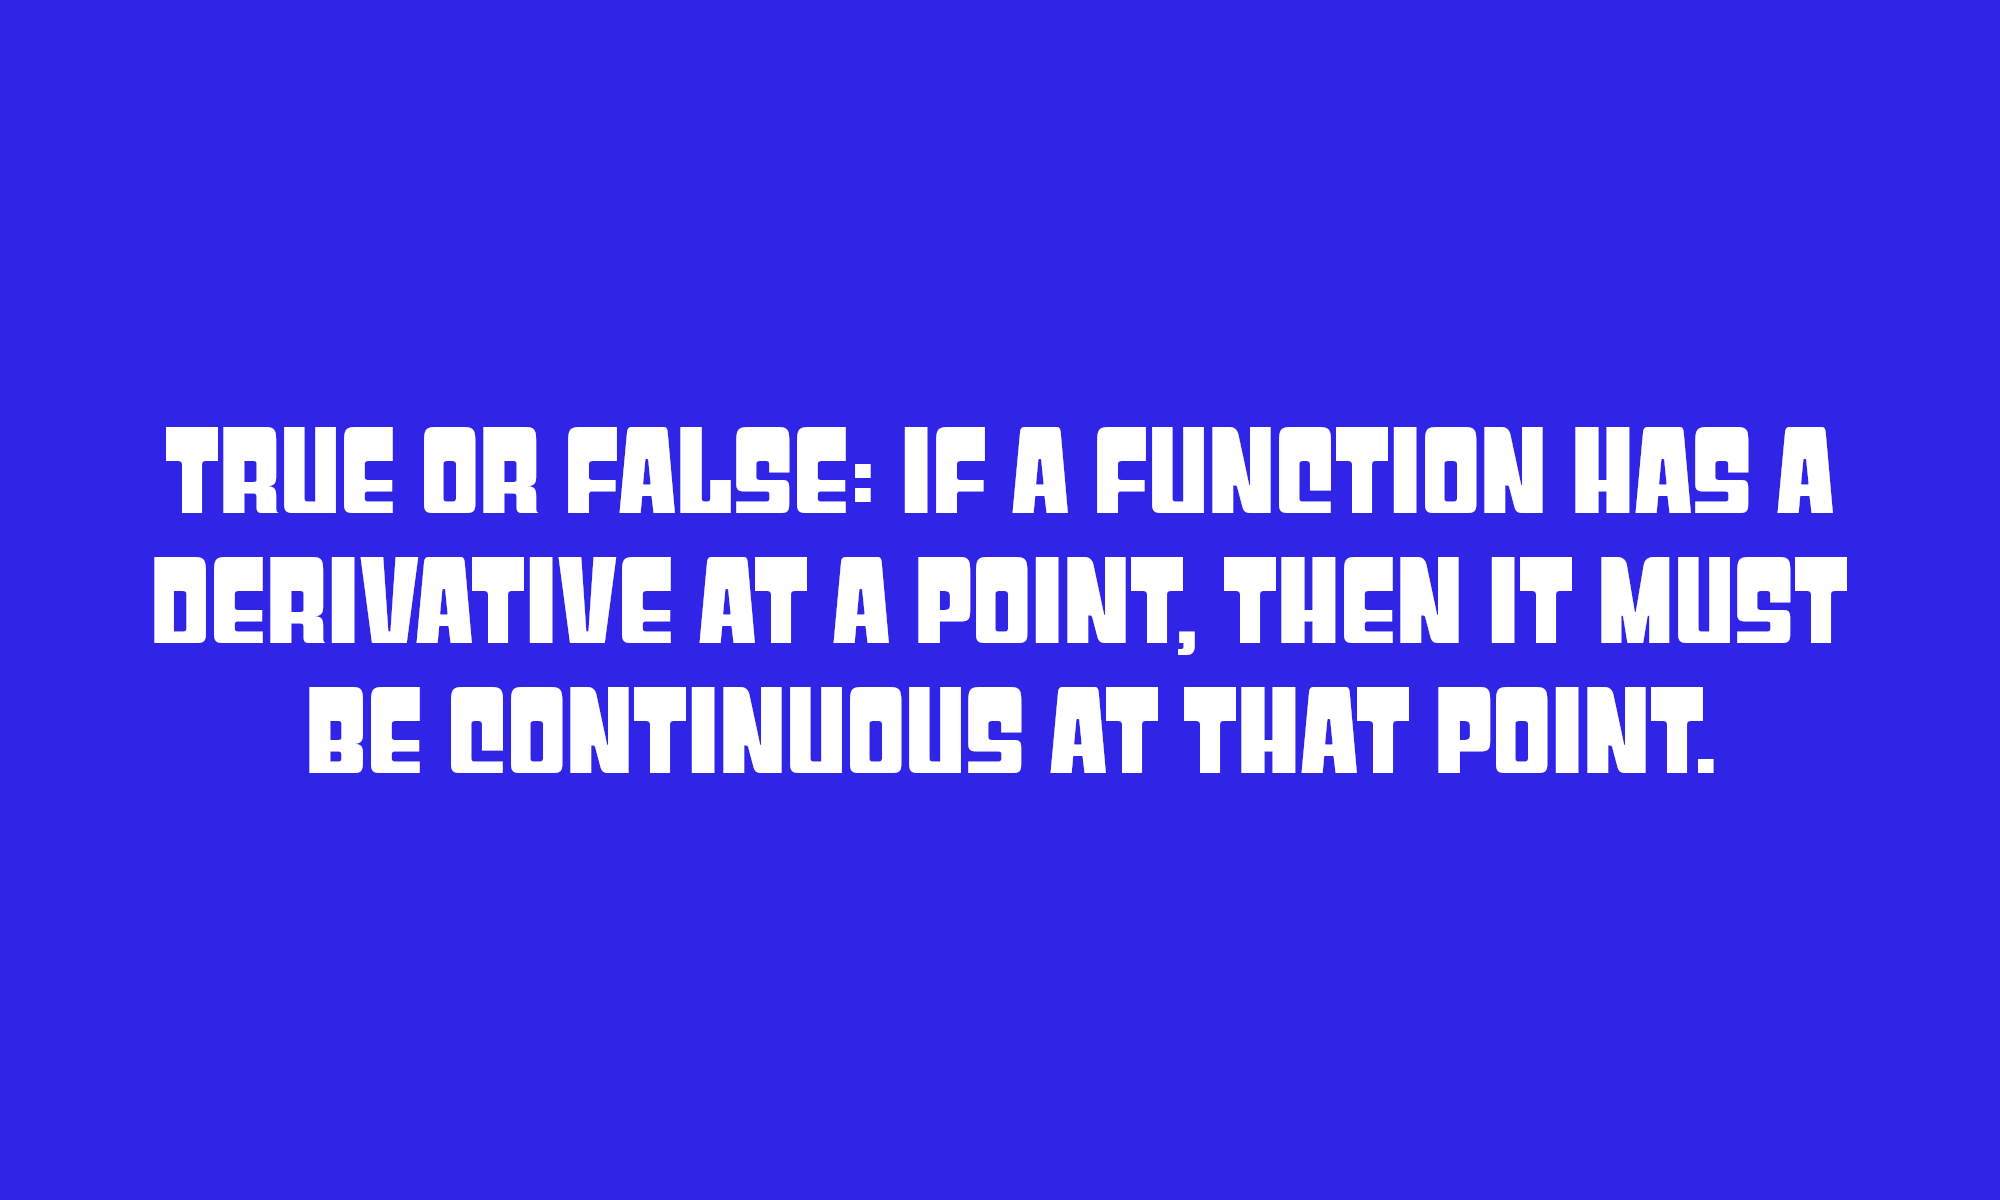 TRUE OR FALSE: IF A FUNCTION HAS A
DERIVATIVE AT A POINT, THEN IT MUST
BE CONTINUOUS AT THAT POINT.